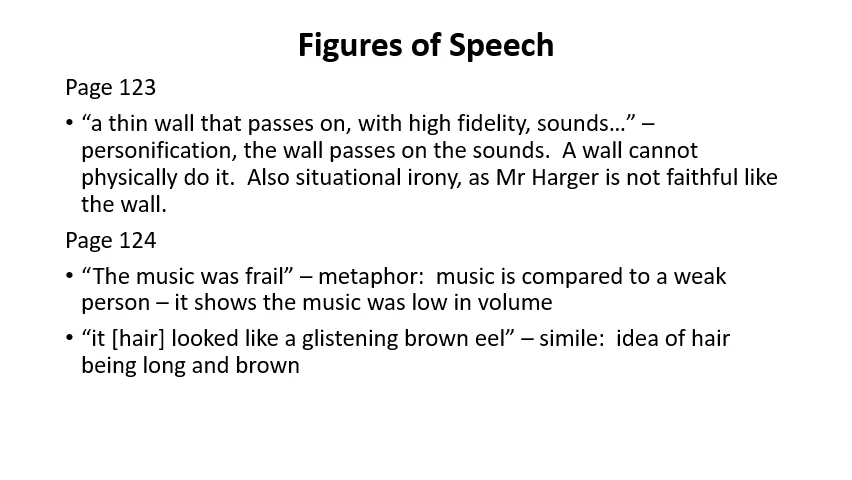 Figures of Speech
Page 123
• “a thin wall that passes on, with high fidelity, sounds…” –
personification, the wall passes on the sounds.  A wall cannot
physically do it.  Also situational irony, as Mr Harger is not faithful like
the wall.
Page 124
• “The music was frail” – metaphor:  music is compared to a weak
person – it shows the music was low in volume
• “it [hair] looked like a glistening brown eel” – simile:  idea of hair
being long and brown